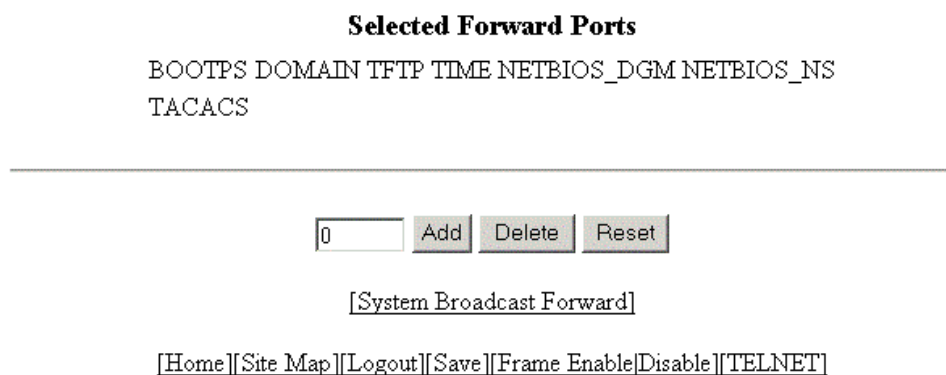 Selected Forward Ports
BOOTPS DOMAIN TFTP TIME NETBIOS_DGM NETBIOS_NS
TACACS
0 Add Delete Reset
[System Broadcast Forward]
[Home][Site Map][Logout][Save][Frame Enable|Disable][TELNET]